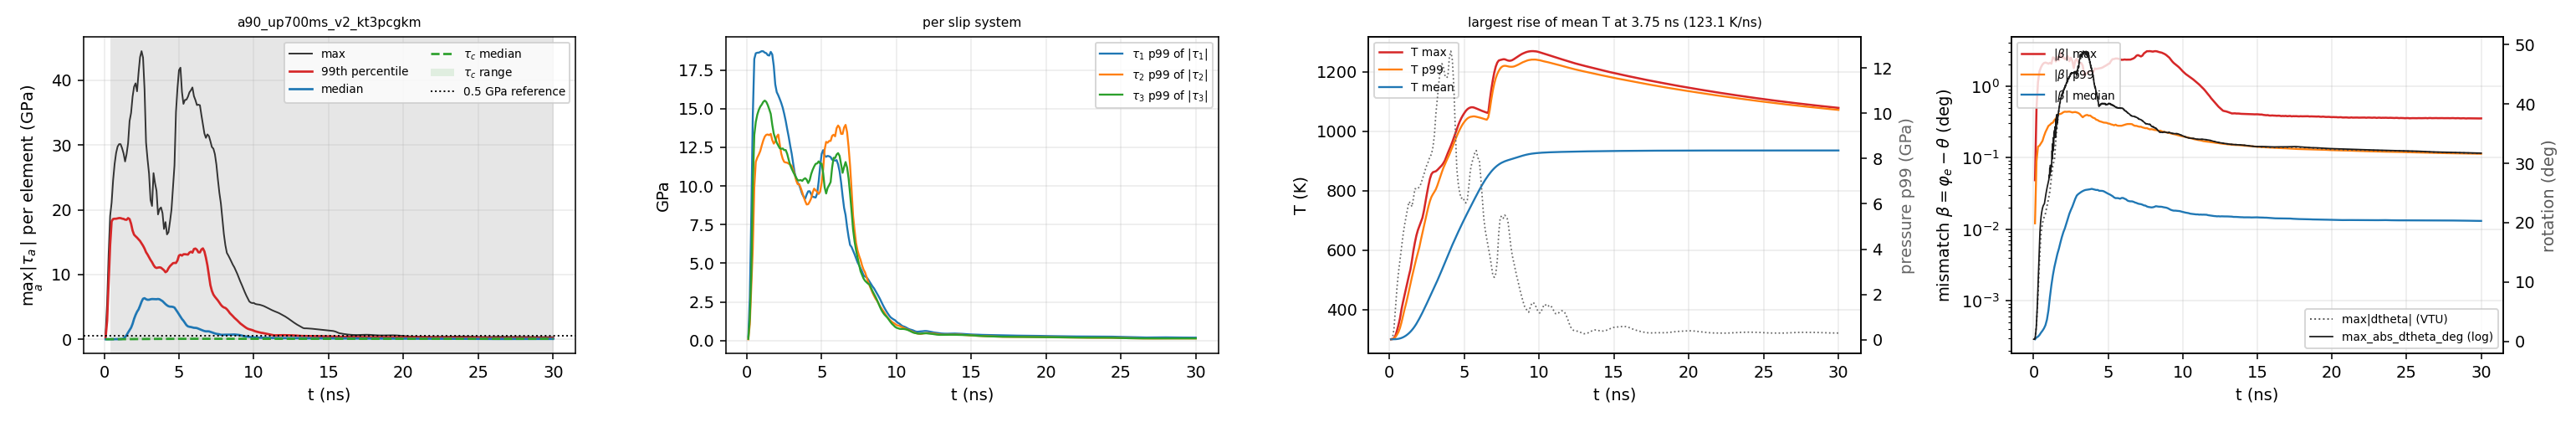 a90_up700ms_v2_kt3pcgkm
max
99th percentile
median
τc median
τc range
0.5 GPa reference
max a |τa| per element (GPa)
0
10
20
30
40
0 5 10 15 20 25 30
t (ns)
per slip system
τ1 p99 of |τ1|
τ2 p99 of |τ2|
τ3 p99 of |τ3|
GPa
17.5
15.0
12.5
10.0
7.5
5.0
2.5
0.0
0 5 10 15 20 25 30
t (ns)
largest rise of mean T at 3.75 ns (123.1 K/ns)
T max
T p99
T mean
T (K)
1200
1000
800
600
400
pressure p99 (GPa)
12
10
8
6
4
2
0
0 5 10 15 20 25 30
t (ns)
|β| max
|β| p99
|β| median
mismatch β = φe − θ (deg)
10^0
10^−1
10^−2
10^−3
rotation (deg)
50
40
30
20
10
0
max|dtheta| (VTU)
max_abs_dtheta_deg (log)
0 5 10 15 20 25 30
t (ns)